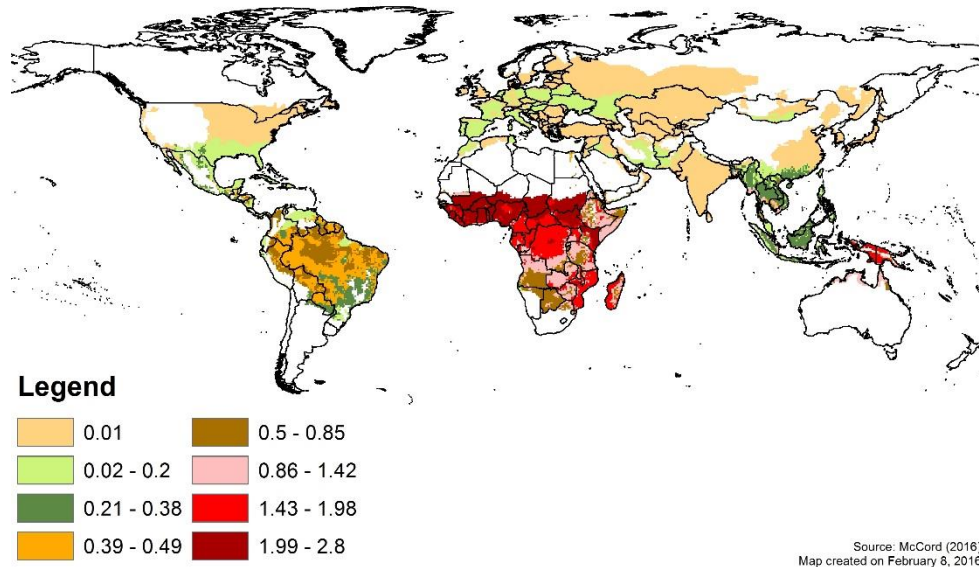 Legend
0.01
0.02 - 0.2
0.21 - 0.38
0.39 - 0.49
0.5 - 0.85
0.86 - 1.42
1.43 - 1.98
1.99 - 2.8
Source: McCord (2016)
Map created on February 8, 2016